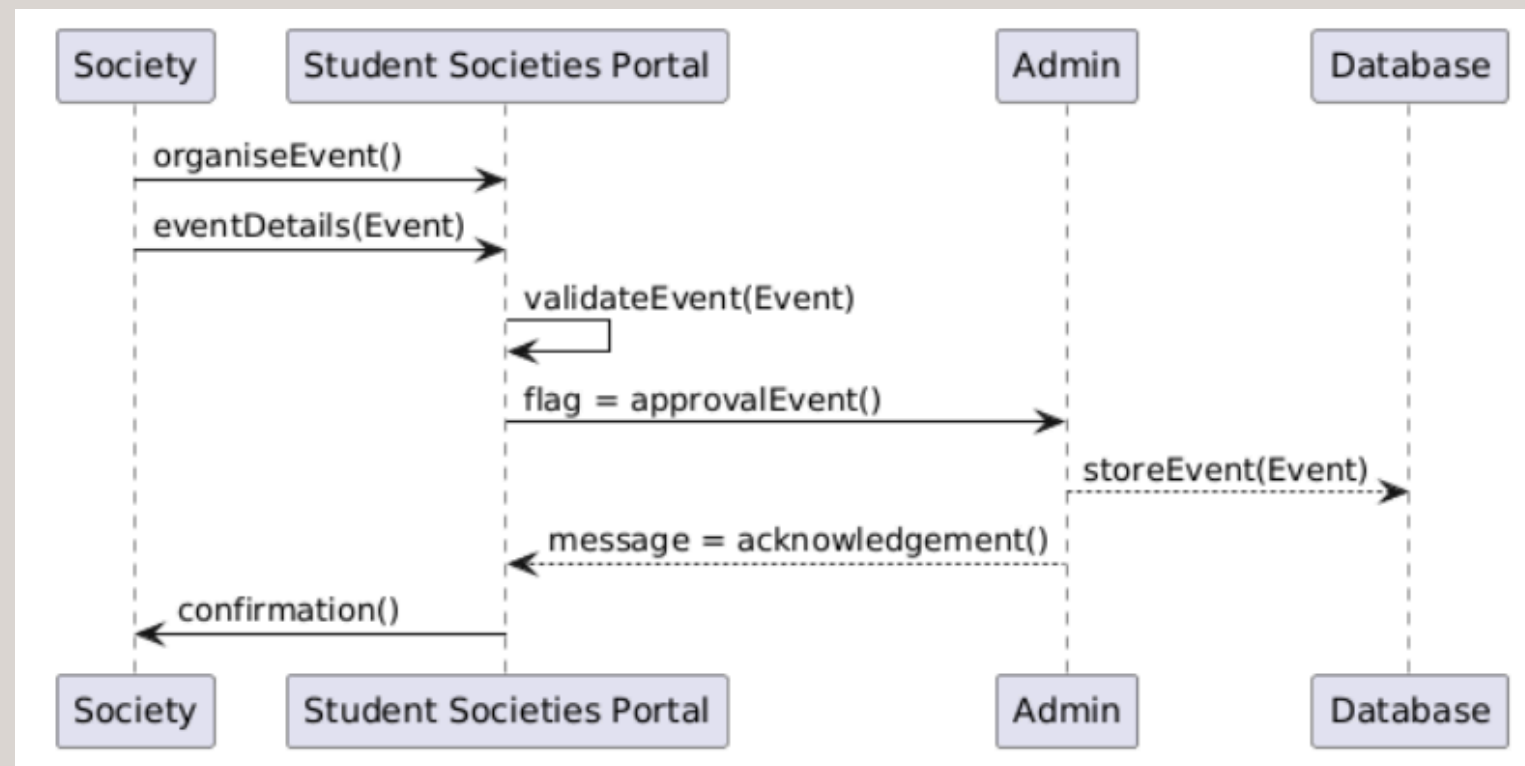 Society
Student Societies Portal
Admin
Database
organiseEvent()
eventDetails(Event)
validateEvent(Event)
flag = approvalEvent()
storeEvent(Event)
message = acknowledgement()
confirmation()
Society
Student Societies Portal
Admin
Database